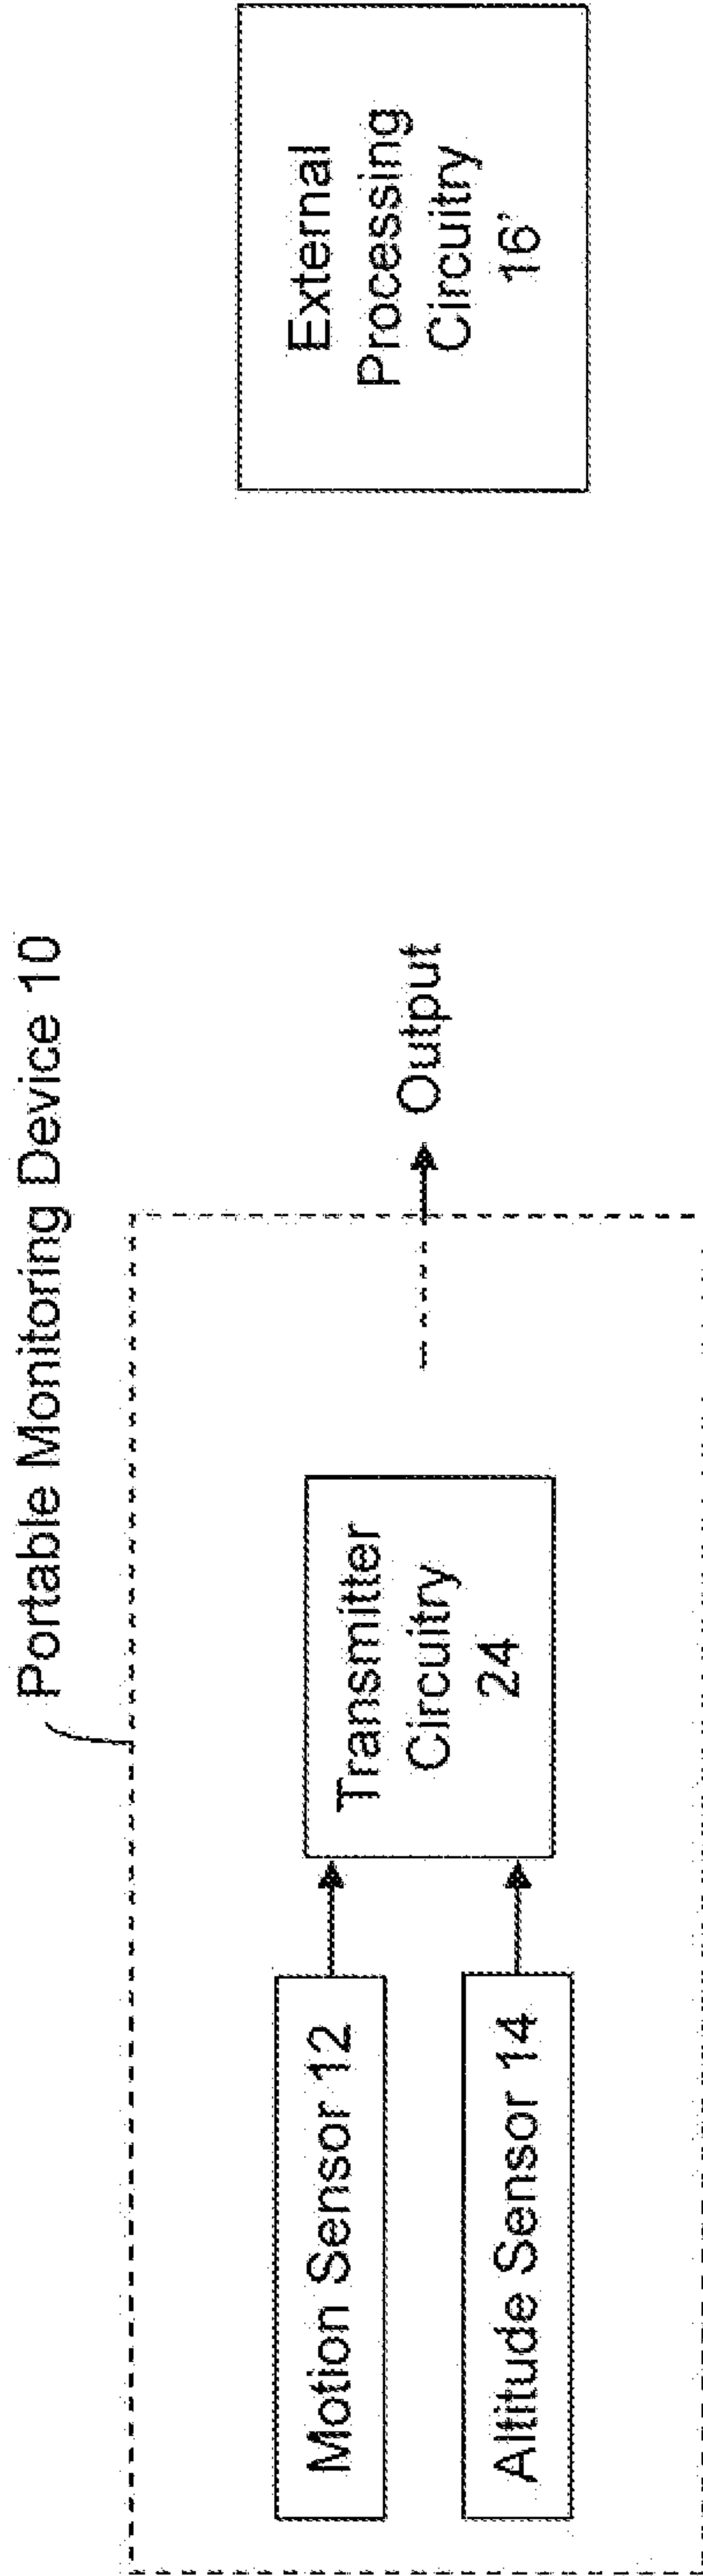 Portable Monitoring Device 10
Motion Sensor 12
Altitude Sensor 14
Transmitter
Circuitry
24
Output
External
Processing
Circuitry
16'